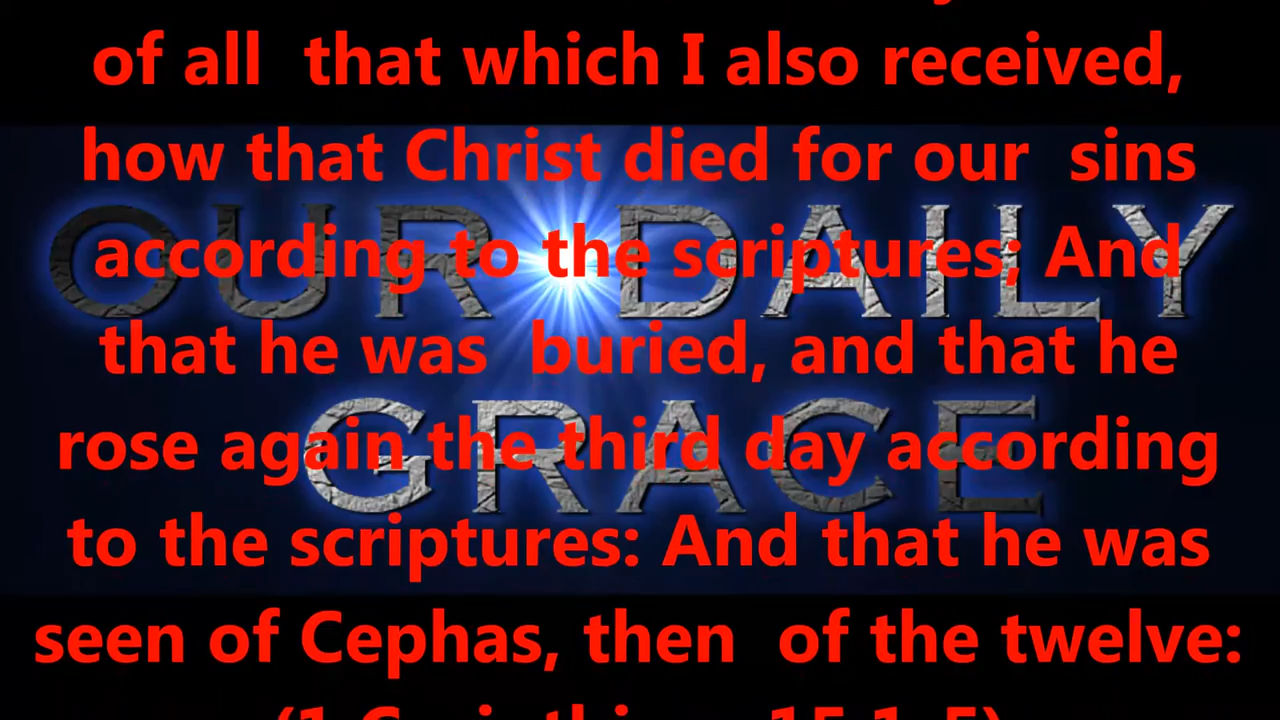 of all that which I also received,
how that Christ died for our sins
according to the scriptures; And
that he was buried, and that he
rose again the third day according
to the scriptures: And that he was
seen of Cephas, then of the twelve:
OUR DAILY
GRACE